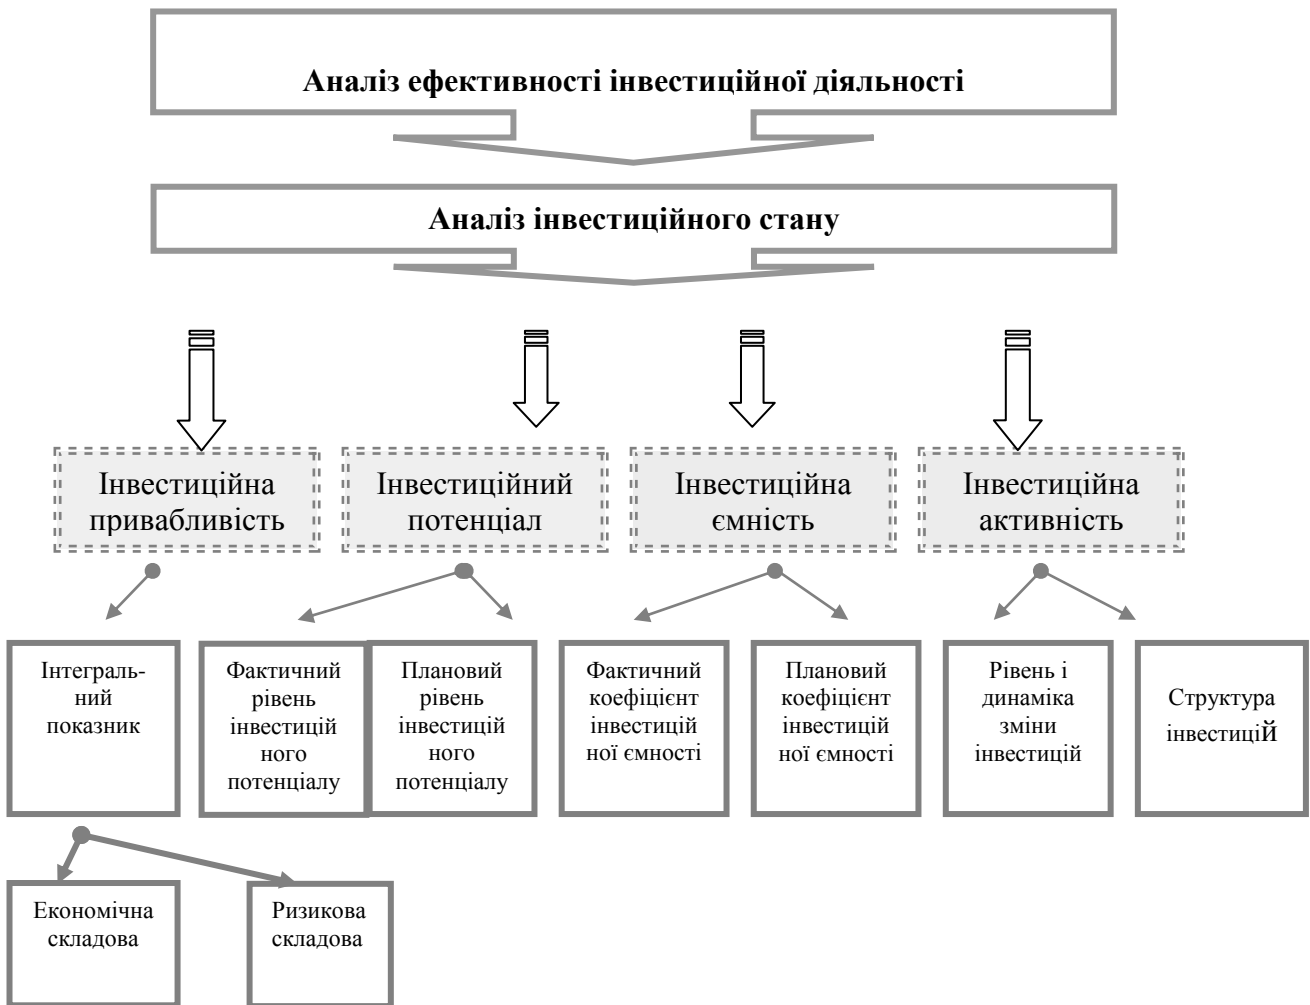 Аналіз ефективності інвестиційної діяльності
Аналіз інвестиційного стану
Інвестиційна
привабливість
Інвестиційний
потенціал
Інвестиційна
ємність
Інвестиційна
активність
Інтеграль-
ний
показник
Фактичний
рівень
інвестицій
ного
потенціалу
Плановий
рівень
інвестицій
ного
потенціалу
Фактичний
коефіцієнт
інвестицій
ної ємності
Плановий
коефіцієнт
інвестицій
ної ємності
Рівень і
динаміка
зміни
інвестицій
Структура
інвестиціЙ
Економічна
складова
Ризикова
складова